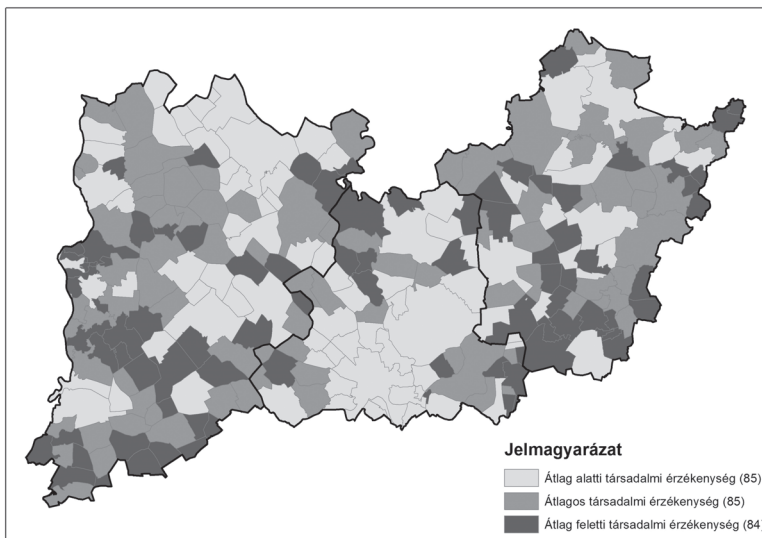 Jelmagyarázat
Átlag alatti társadalmi érzékenység (85)
Átlagos társadalmi érzékenység (85)
Átlag feletti társadalmi érzékenység (84